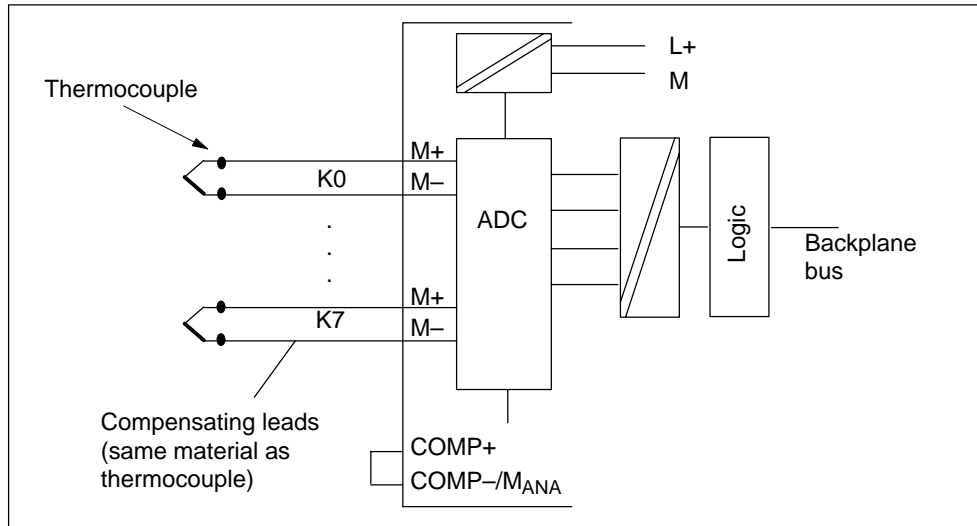 L+
M
Thermocouple
M+
K0
M–
ADC
Logic
Backplane
bus
.
.
.
M+
K7
M–
Compensating leads
(same material as
thermocouple)
COMP+
COMP–/MANA